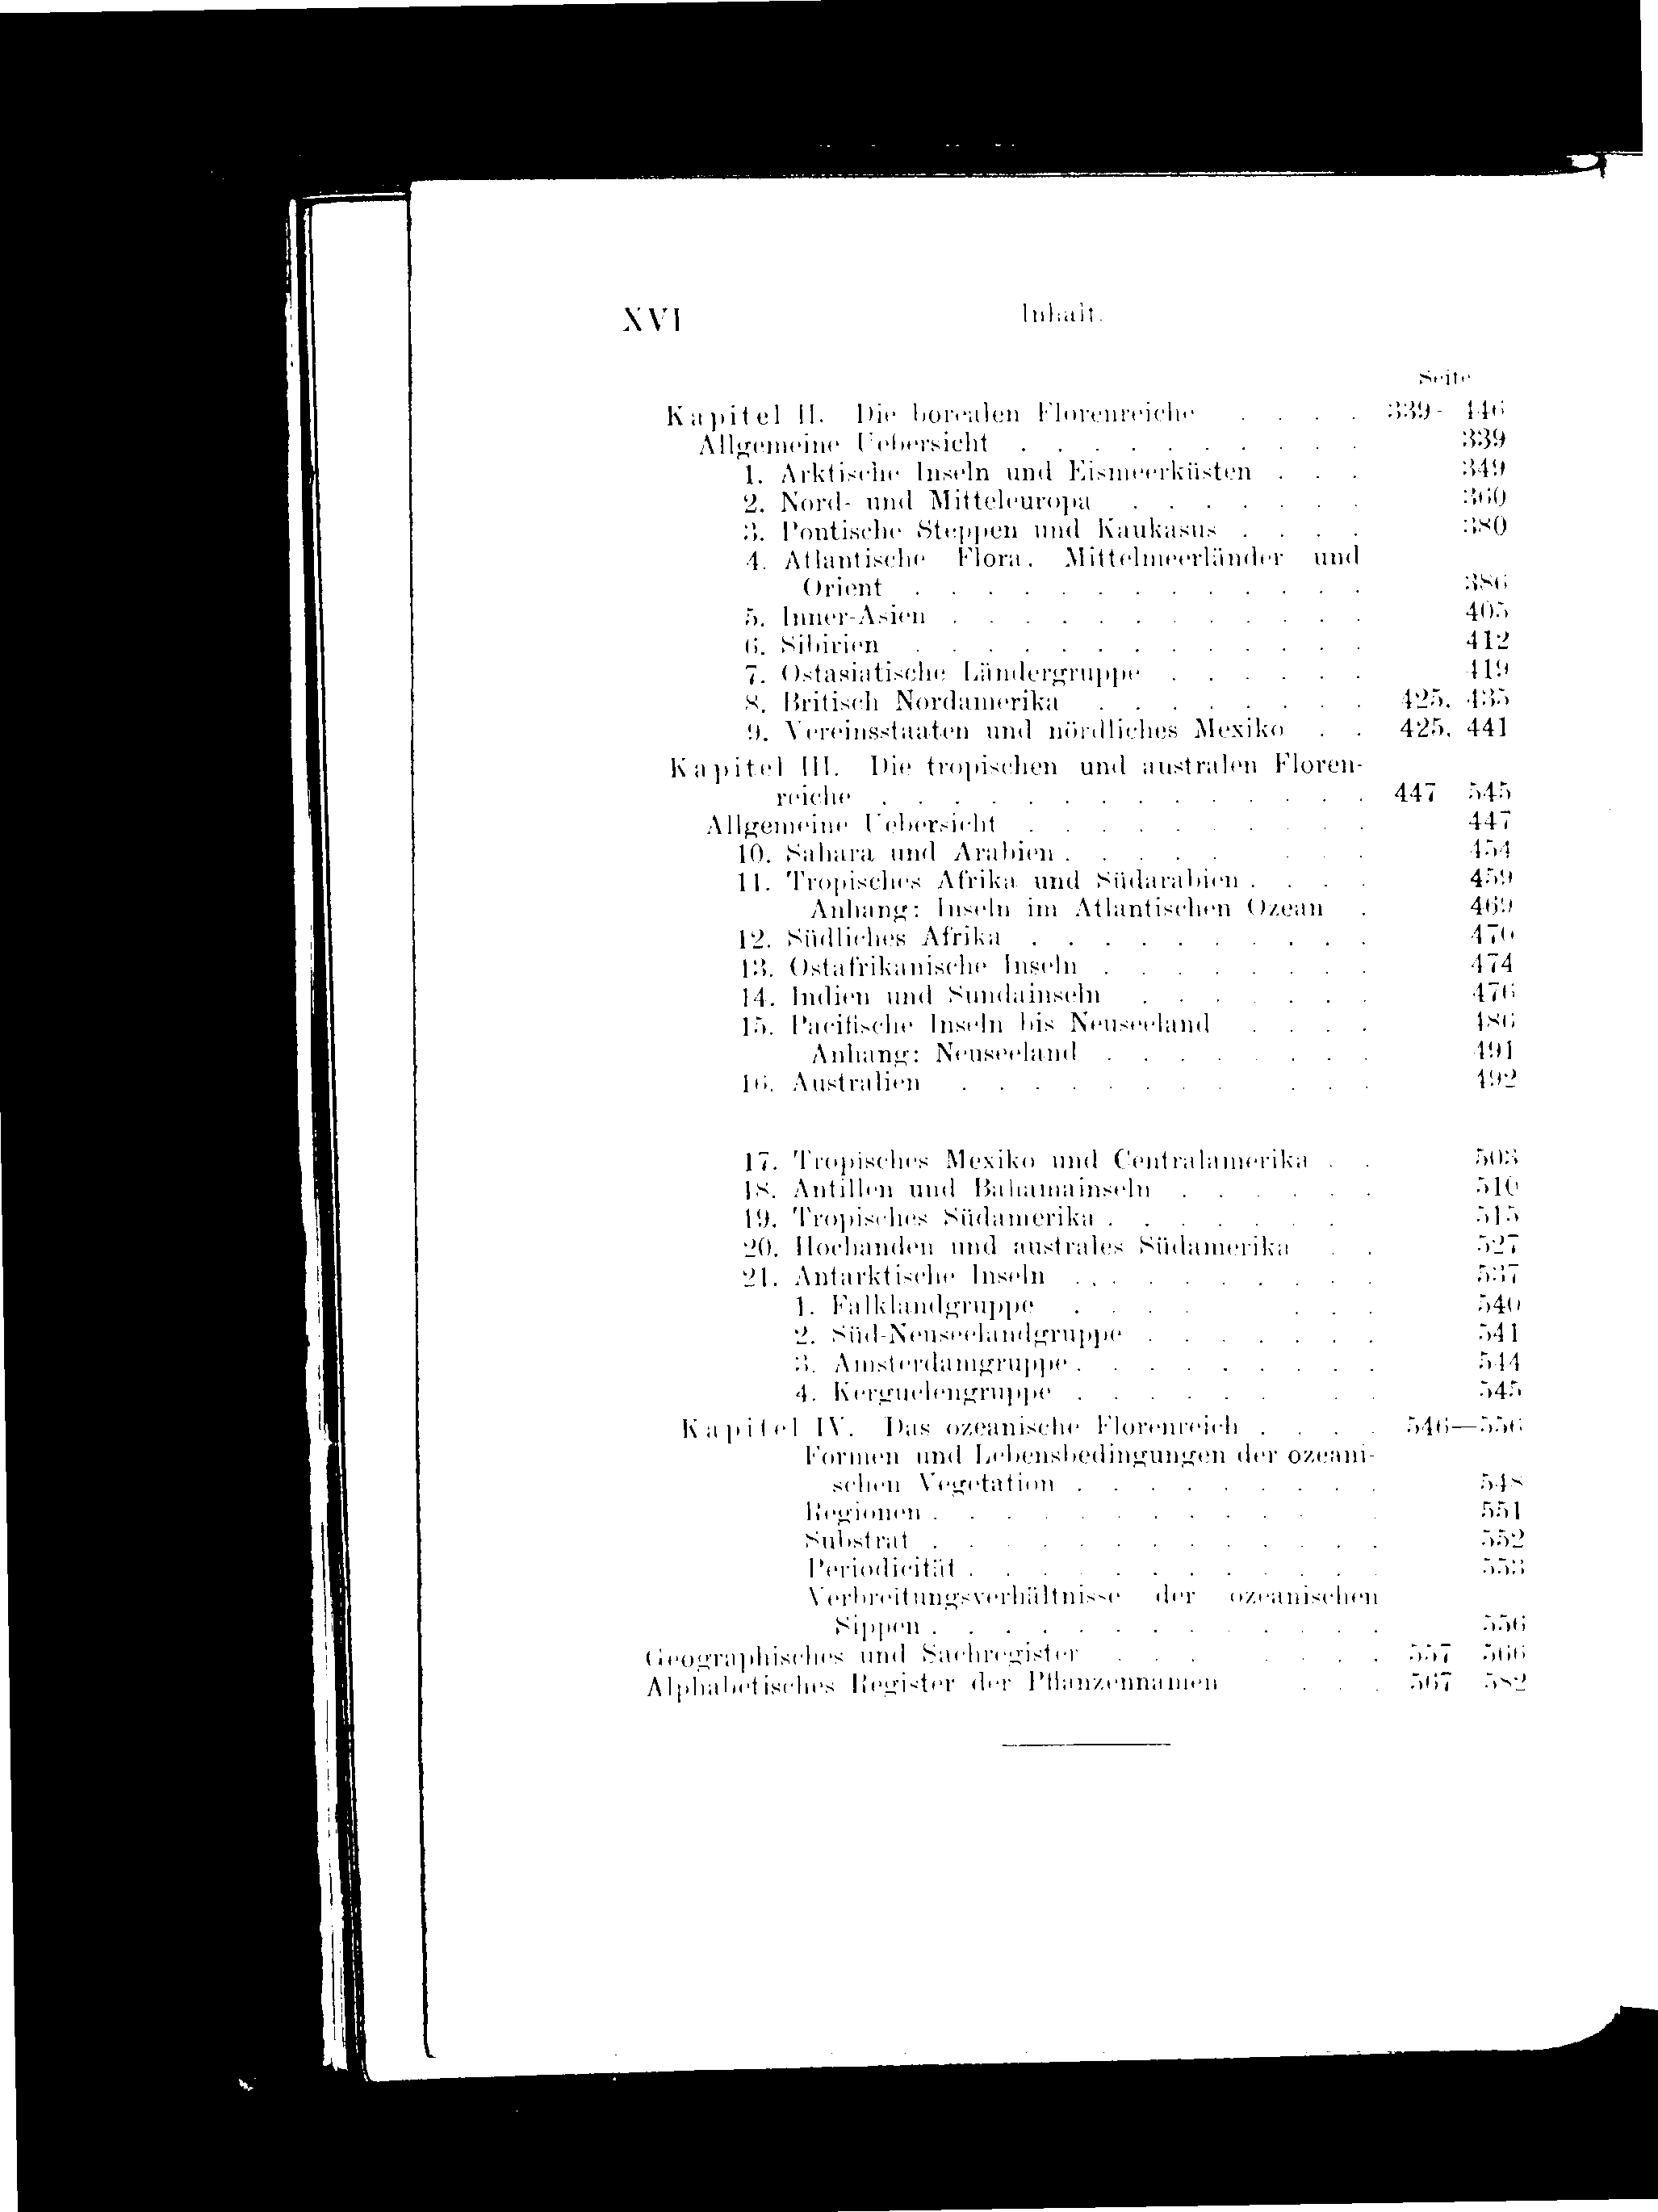 XVI Inhalt.
Seite
Kapitel II. Die borealen Florenreiche . . . . 339- 446
Allgemeine Uebersicht . . . . . . . . . . 339
1. Arktische Inseln und Eismeerküsten . . . 349
2. Nord- und Mitteleuropa . . . . . . . 360
3. Pontische Steppen und Kaukasus . . . . 380
4. Atlantische Flora, Mittelmeerländer und
Orient . . . . . . . . . . . . . 386
5. Inner-Asien . . . . . . . . . . . . 405
6. Sibirien . . . . . . . . . . . . . 412
7. Ostasiatische Ländergruppe . . . . . . 419
8. Britisch Nordamerika . . . . . . . . 425, 435
9. Vereinsstaaten und nördliches Mexiko . . 425, 441
Kapitel III. Die tropischen und australen Floren-
reiche . . . . . . . . . . . . . . 447 545
Allgemeine Uebersicht . . . . . . . . . . 447
10. Sahara und Arabien . . . . . . . . 454
11. Tropisches Afrika und Südarabien . . . . 459
Anhang: Inseln im Atlantischen Ozean . 469
12. Südliches Afrika . . . . . . . . . . 470
13. Ostafrikanische Inseln . . . . . . . . 474
14. Indien und Sundainseln . . . . . . . 476
15. Pacifische Inseln bis Neuseeland . . . . 486
Anhang: Neuseeland . . . . . . . . 491
16. Australien . . . . . . . . . . . 492
17. Tropisches Mexiko und Centralamerika . . 503
18. Antillen und Bahamainseln . . . . . . 510
19. Tropisches Südamerika . . . . . . . 515
20. Hochanden und australes Südamerika . . 527
21. Antarktische Inseln . . . . . . . . . 537
1. Falklandgruppe . . . . . . . 540
2. Süd-Neuseelandgruppe . . . . . . . 541
3. Amsterdamgruppe . . . . . . . . . 544
4. Kerguelengruppe . . . . . . . . 545
Kapitel IV. Das ozeanische Florenreich . . . . 546—556
Formen und Lebensbedingungen der ozeani-
schen Vegetation . . . . . . . . . 548
Regionen . . . . . . . . . . . . 551
Substrat . . . . . . . . . . . . . 552
Periodicität . . . . . . . . . . . . 553
Verbreitungsverhältnisse der ozeanischen
Sippen . . . . . . . . . . . . . 556
Geographisches und Sachregister . . . . . . . 557 566
Alphabetisches Register der Pflanzennamen . . . 567 582